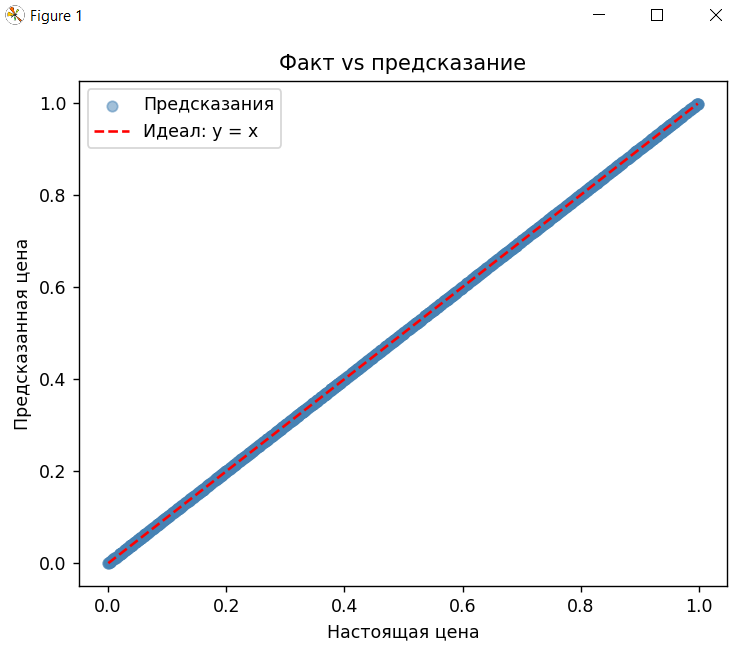 Figure 1
Факт vs предсказание
Предсказания
Идеал: y = x
1.0
0.8
0.6
0.4
0.2
0.0
Предсказанная цена
0.0 0.2 0.4 0.6 0.8 1.0
Настоящая цена